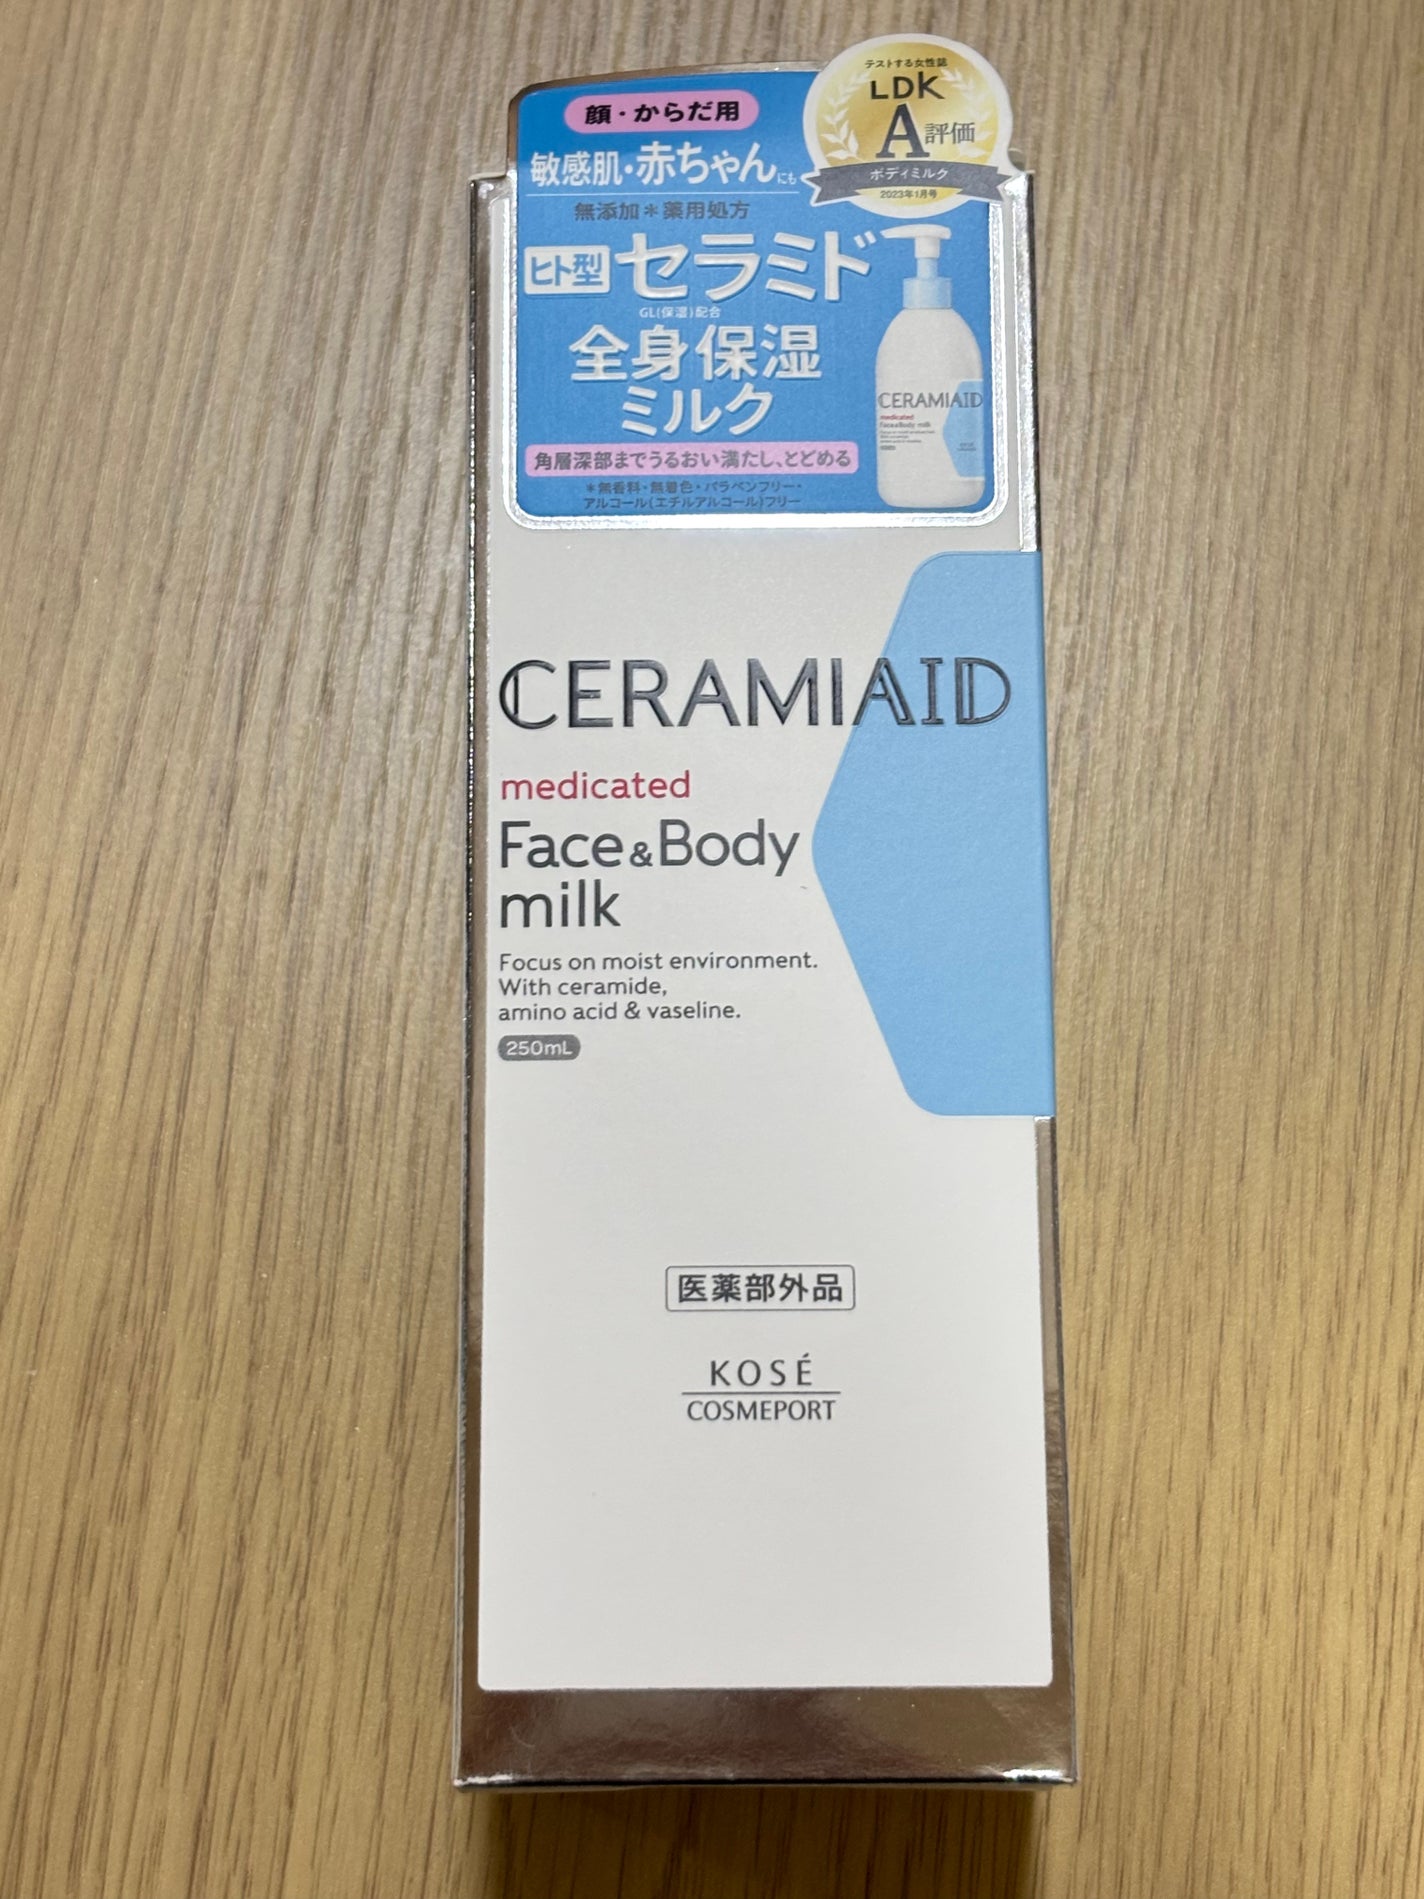 テストする女性誌
LDK
A評価
ボディミルク
2023年1月号
顔・からだ用
敏感肌・赤ちゃんにも
無添加＊薬用処方
ヒト型 セラミド
GL(保湿)配合
全身保湿
ミルク
角層深部までうるおい満たし、とどめる
＊無香料・無着色・パラベンフリー・
アルコール(エチルアルコール)フリー
CERAMIAID
medicated
Face&Body milk
CERAMIAID
medicated
Face&Body
milk
Focus on moist environment.
With ceramide,
amino acid & vaseline.
250mL
医薬部外品
KOSÉ
COSMEPORT